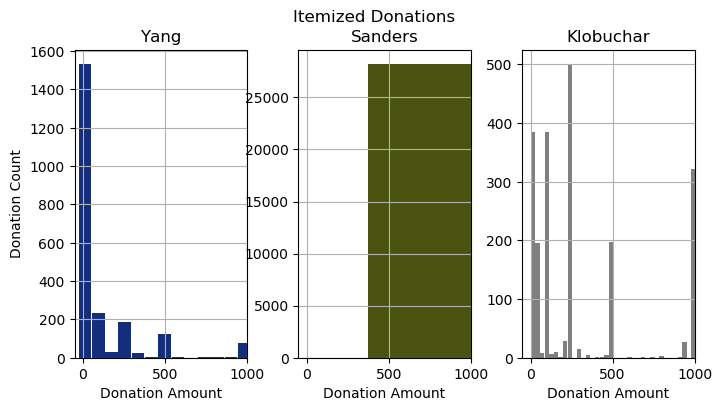 Itemized Donations
Yang
Sanders
Klobuchar
Donation Count
1600
1400
1200
1000
800
600
400
200
0
0 500 1000
Donation Amount
25000
20000
15000
10000
5000
0
0 500 1000
Donation Amount
500
400
300
200
100
0
0 500 1000
Donation Amount